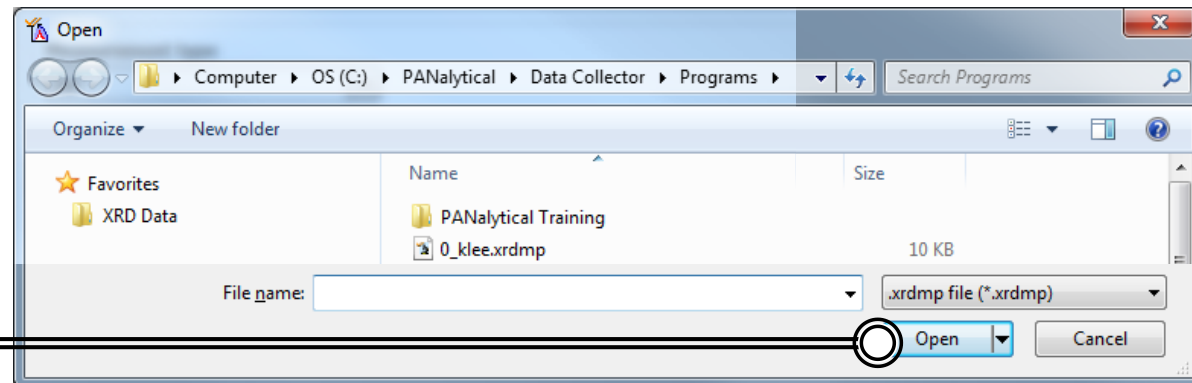 Open
Computer OS (C:) PANalytical Data Collector Programs Search Programs
Organize New folder
Name Size
Favorites
XRD Data
PANalytical Training
0_klee.xrdmp 10 KB
File name: .xrdmp file (*.xrdmp)
Open Cancel